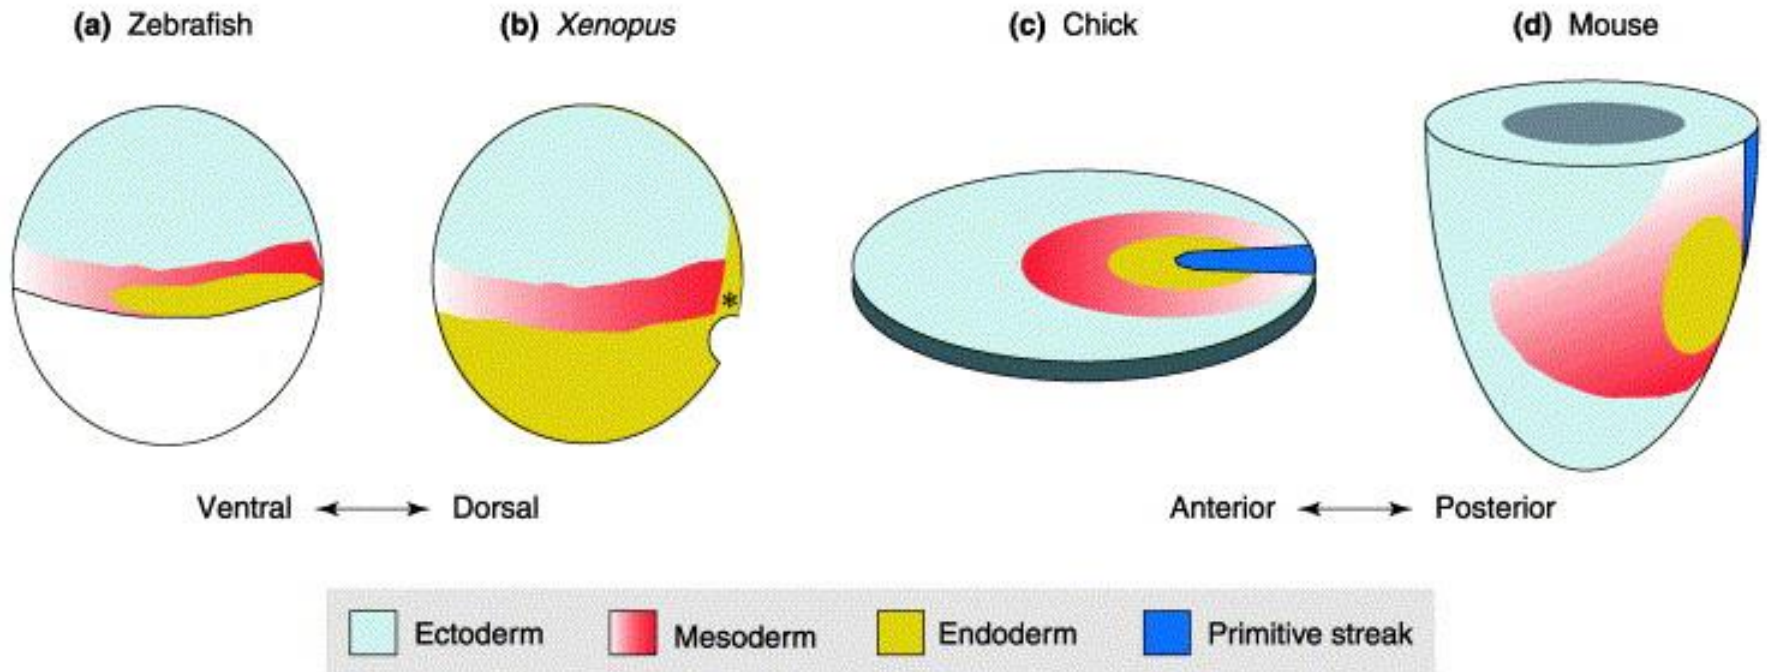 (a) Zebrafish
(b) Xenopus
(c) Chick
(d) Mouse
*
Ventral ↔ Dorsal
Anterior ↔ Posterior
Ectoderm
Mesoderm
Endoderm
Primitive streak